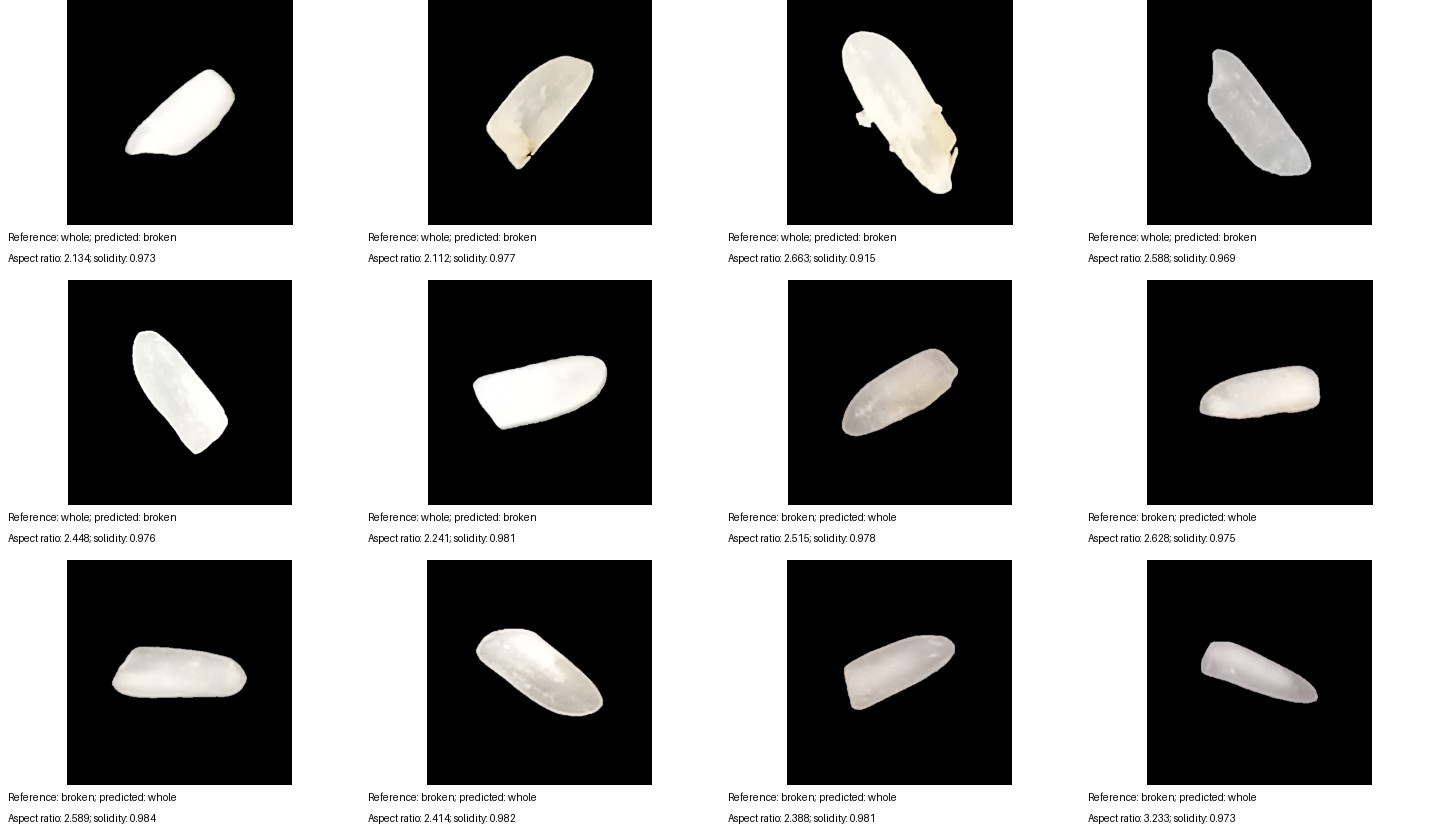 Reference: whole; predicted: broken
Aspect ratio: 2.134; solidity: 0.973
Reference: whole; predicted: broken
Aspect ratio: 2.112; solidity: 0.977
Reference: whole; predicted: broken
Aspect ratio: 2.663; solidity: 0.915
Reference: whole; predicted: broken
Aspect ratio: 2.588; solidity: 0.969
Reference: whole; predicted: broken
Aspect ratio: 2.448; solidity: 0.976
Reference: whole; predicted: broken
Aspect ratio: 2.241; solidity: 0.981
Reference: broken; predicted: whole
Aspect ratio: 2.515; solidity: 0.978
Reference: broken; predicted: whole
Aspect ratio: 2.628; solidity: 0.975
Reference: broken; predicted: whole
Aspect ratio: 2.589; solidity: 0.984
Reference: broken; predicted: whole
Aspect ratio: 2.414; solidity: 0.982
Reference: broken; predicted: whole
Aspect ratio: 2.388; solidity: 0.981
Reference: broken; predicted: whole
Aspect ratio: 3.233; solidity: 0.973